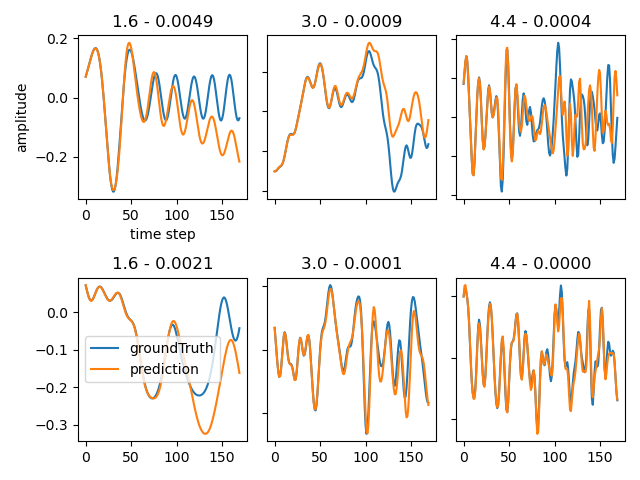 1.6 - 0.0049
3.0 - 0.0009
4.4 - 0.0004
0.2
0.0
−0.2
amplitude
0 50 100 150
time step
1.6 - 0.0021
3.0 - 0.0001
4.4 - 0.0000
0.0
−0.1
−0.2
−0.3
groundTruth
prediction
0 50 100 150
0 50 100 150
0 50 100 150